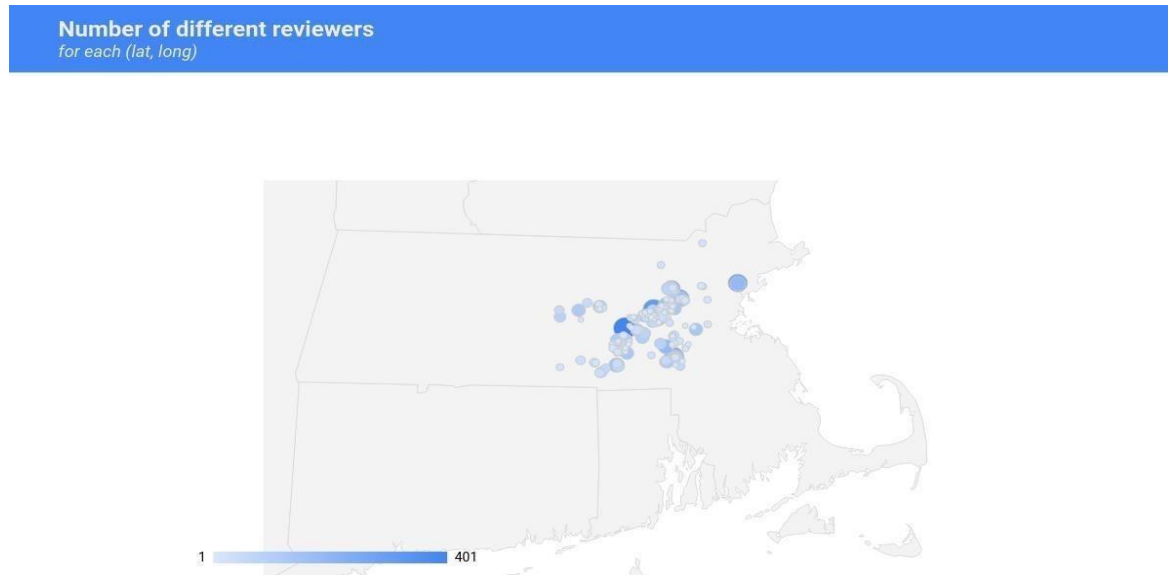 Number of different reviewers
for each (lat, long)
1 401